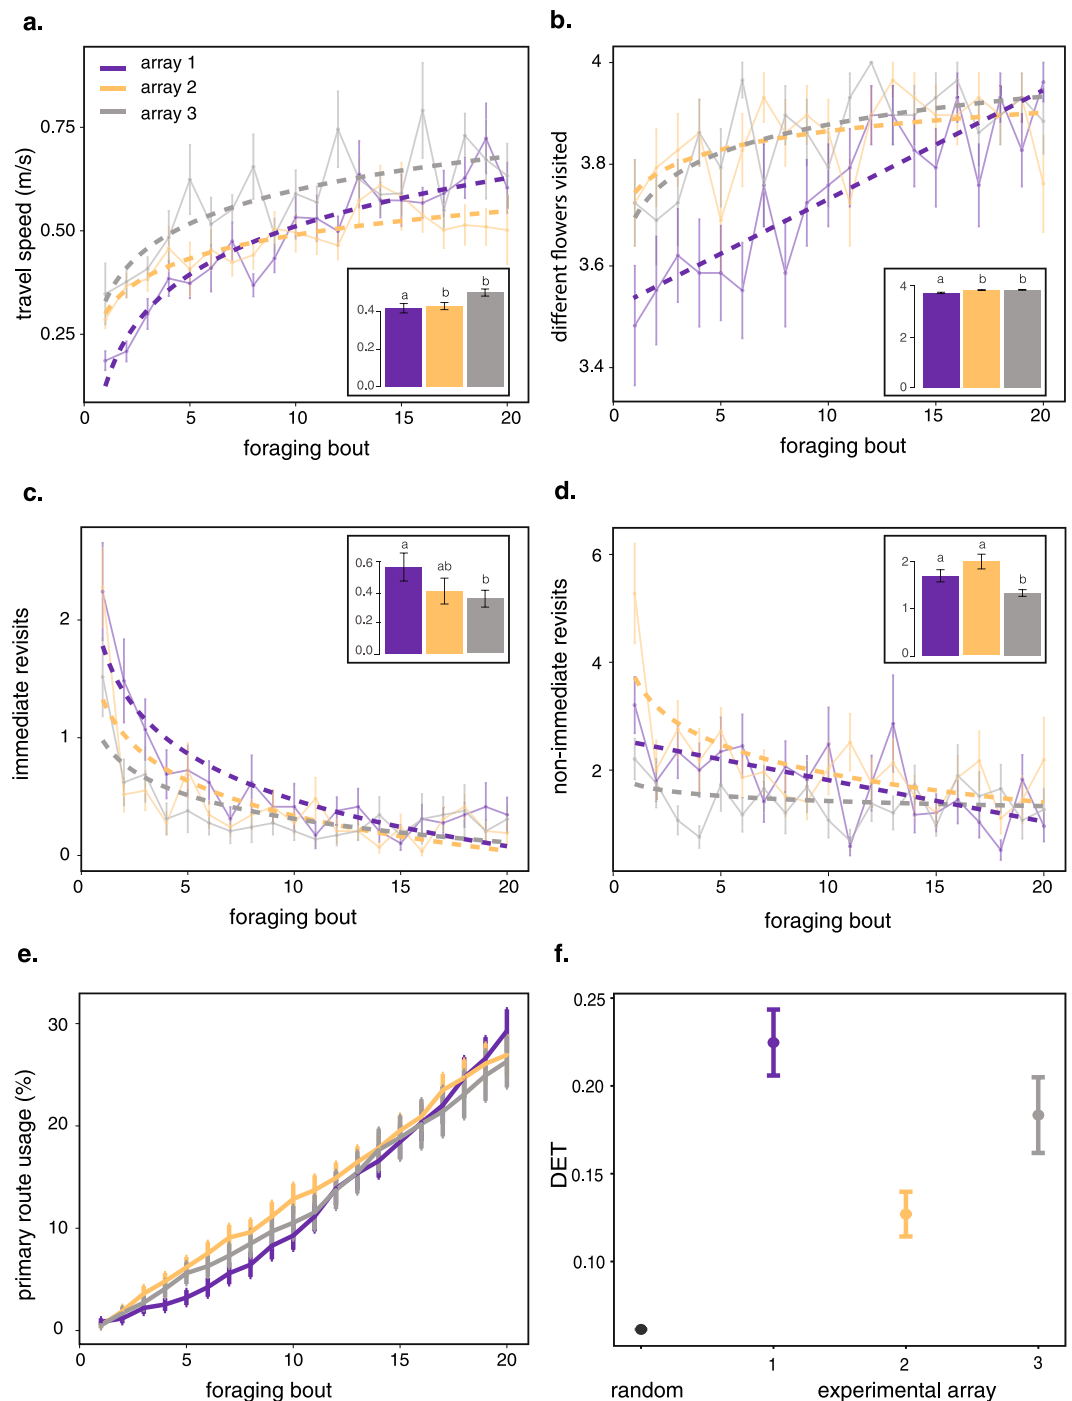 a.
array 1
array 2
array 3
travel speed (m/s)
0.75
0.50
0.25
0.4
0.2
0.0
a
b
b
0
5
10
15
20
foraging bout
b.
different flowers visited
4
3.8
3.6
3.4
4
2
0
a
b
b
0
5
10
15
20
foraging bout
c.
immediate revisits
2
1
0
0.6
0.4
0.2
0.0
a
ab
b
0
5
10
15
20
foraging bout
d.
non-immediate revisits
6
4
2
2
1
0
a
a
b
0
5
10
15
20
foraging bout
e.
primary route usage (%)
30
20
10
0
0
5
10
15
20
foraging bout
f.
DET
0.25
0.20
0.15
0.10
1
2
3
random
experimental array